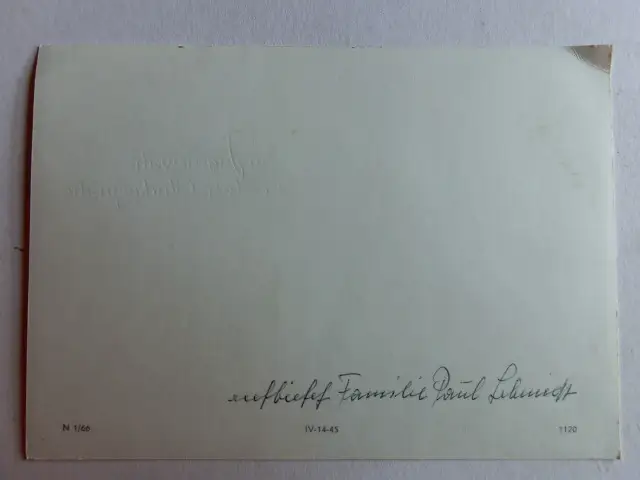 entbietet Familie Paul Schmidt
N 1/66 IV-14-45 1120